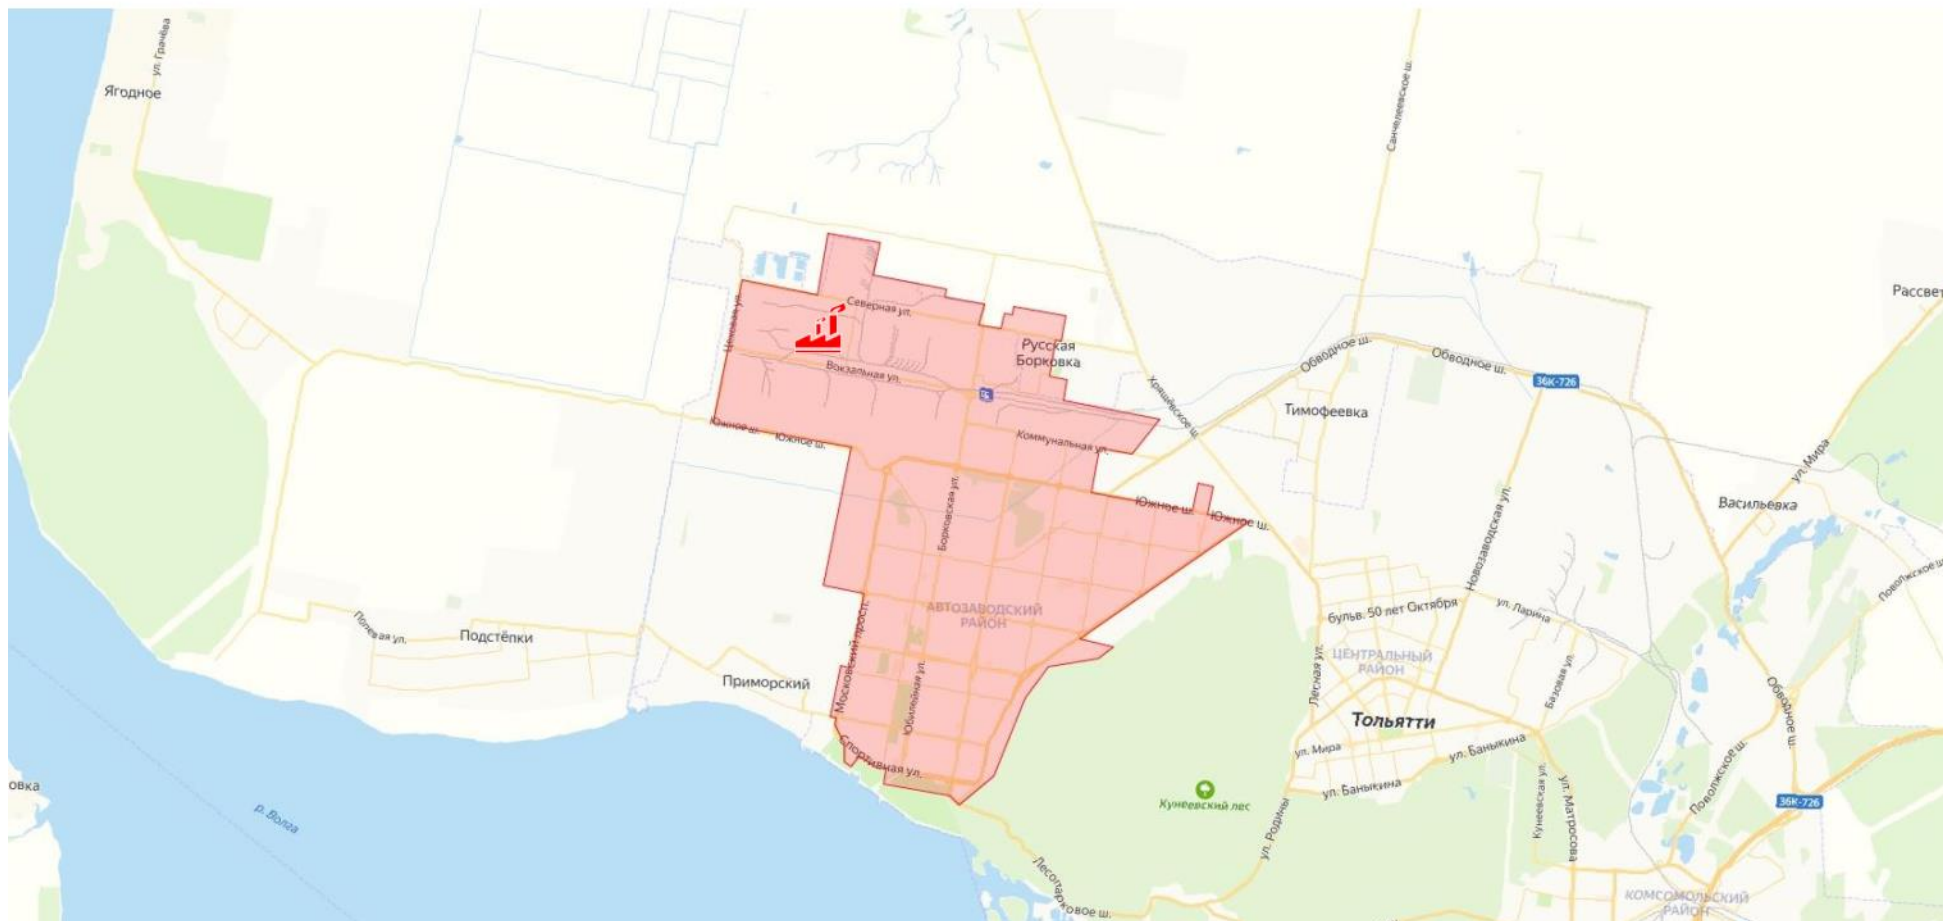 ул. Грачёва
Ягодное
Санчелеевское ш.
Рассвет
Цеховая ул.
Северная ул.
Русская
Борковка
Вокзальная ул.
Обводное ш.
Обводное ш.
36К-726
Хрящёвское ш.
Тимофеевка
Южное ш.
Южное ш.
Коммунальная ул.
ул. Мира
Васильевка
Южное ш.
Южное ш.
Борковская ул.
Новозаводская ул.
Поволжское ш.
АВТОЗАВОДСКИЙ
РАЙОН
бульв. 50 лет Октября
ул. Ларина
Полевая ул.
Подстёпки
Московский просп.
ЦЕНТРАЛЬНЫЙ
РАЙОН
Лесная ул.
Базовая ул.
Приморский
Юбилейная ул.
Обводное ш.
Тольятти
Спортивная ул.
ул. Мира
ул. Баныкина
ул. Баныкина
Поволжское ш.
овка
р. Волга
Кунеевский лес
36К-726
Кунеевская ул.
ул. Матросова
ул. Родины
Лесопарковое ш.
КОМСОМОЛЬСКИЙ
РАЙОН